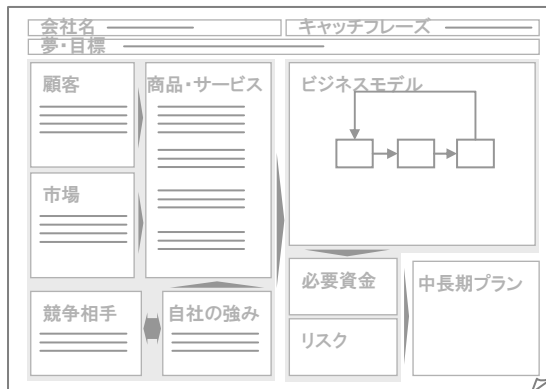 会社名
キャッチフレーズ
夢・目標
顧客
商品・サービス
ビジネスモデル
市場
競争相手
自社の強み
必要資金
中長期プラン
リスク